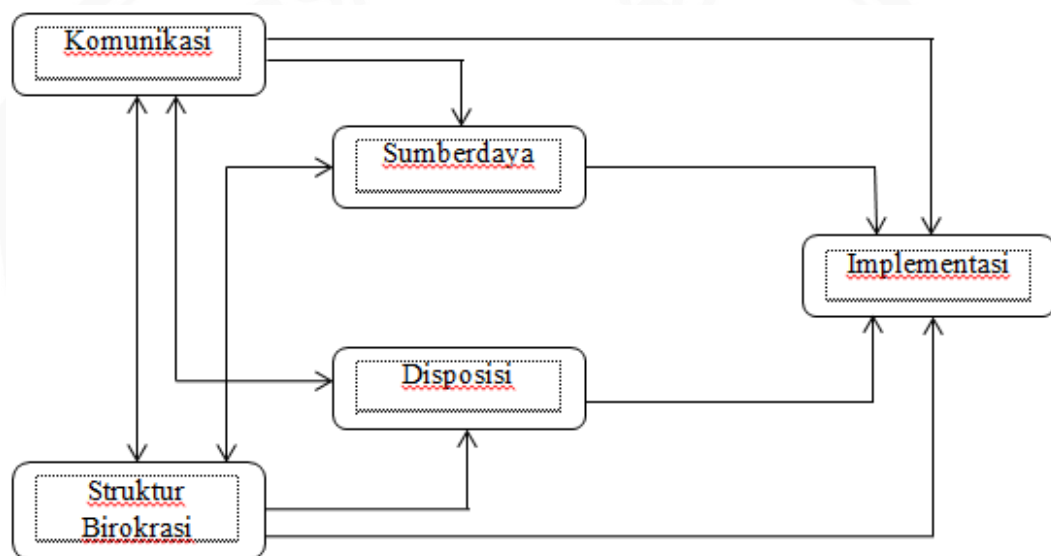 Komunikasi
Sumberdaya
Implementasi
Disposisi
Struktur
Birokrasi